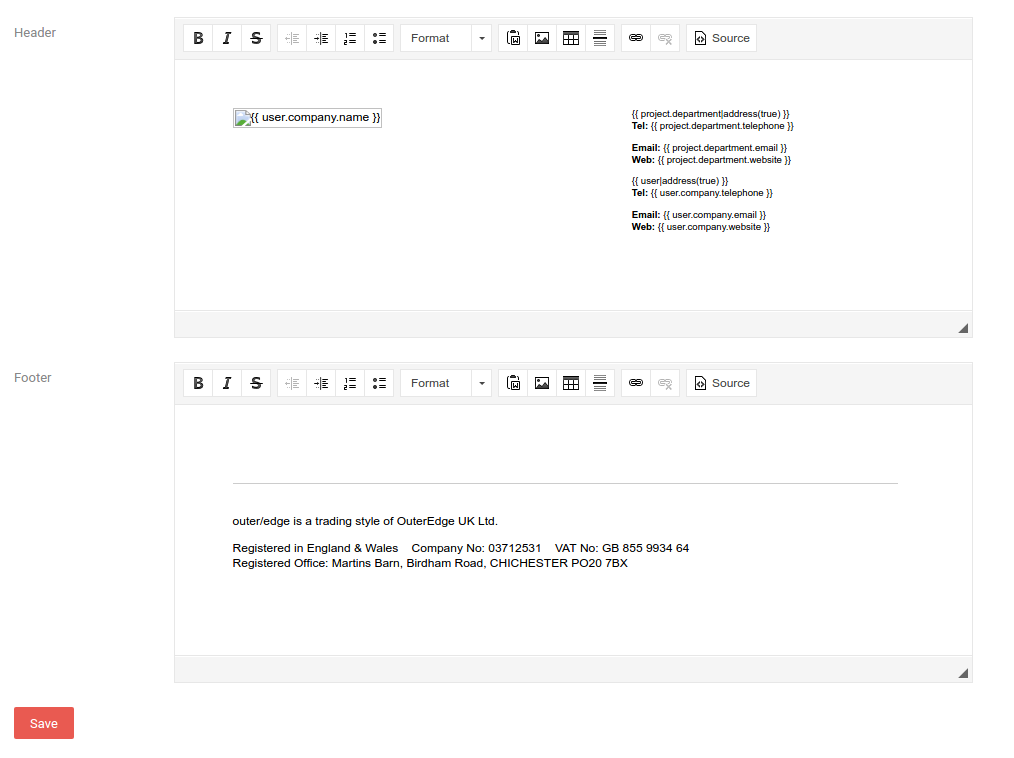 Header
B I S Format Source
{{ user.company.name }}
{{ project.department|address(true) }}
Tel: {{ project.department.telephone }}
Email: {{ project.department.email }}
Web: {{ project.department.website }}
{{ user|address(true) }}
Tel: {{ user.company.telephone }}
Email: {{ user.company.email }}
Web: {{ user.company.website }}
Footer
B I S Format Source
outer/edge is a trading style of OuterEdge UK Ltd.
Registered in England & Wales Company No: 03712531 VAT No: GB 855 9934 64
Registered Office: Martins Barn, Birdham Road, CHICHESTER PO20 7BX
Save